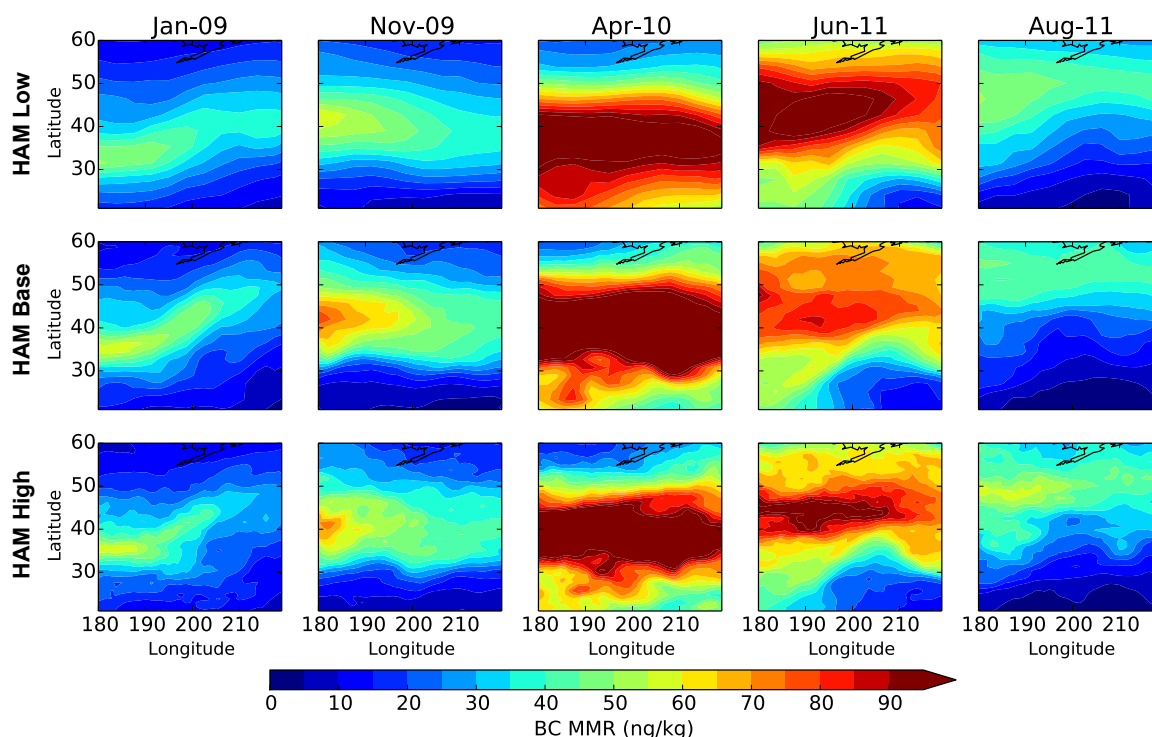 Jan-09 Nov-09 Apr-10 Jun-11 Aug-11
HAM Low
Latitude
60
50
40
30
HAM Base
Latitude
60
50
40
30
HAM High
Latitude
60
50
40
30
180 190 200 210 180 190 200 210 180 190 200 210 180 190 200 210 180 190 200 210
Longitude Longitude Longitude Longitude Longitude
0 10 20 30 40 50 60 70 80 90
BC MMR (ng/kg)